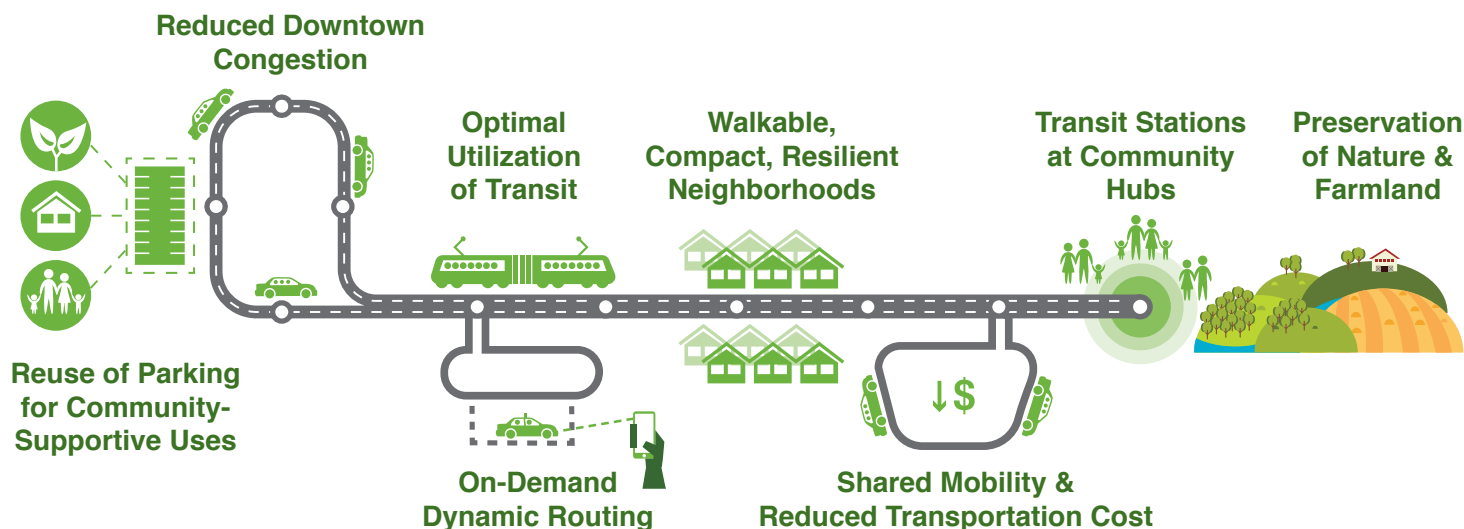 Reduced Downtown
Congestion
Optimal
Utilization
of Transit
Walkable,
Compact, Resilient
Neighborhoods
Transit Stations
at Community
Hubs
Preservation
of Nature &
Farmland
Reuse of Parking
for Community-
Supportive Uses
↓$
On-Demand
Dynamic Routing
Shared Mobility &
Reduced Transportation Cost